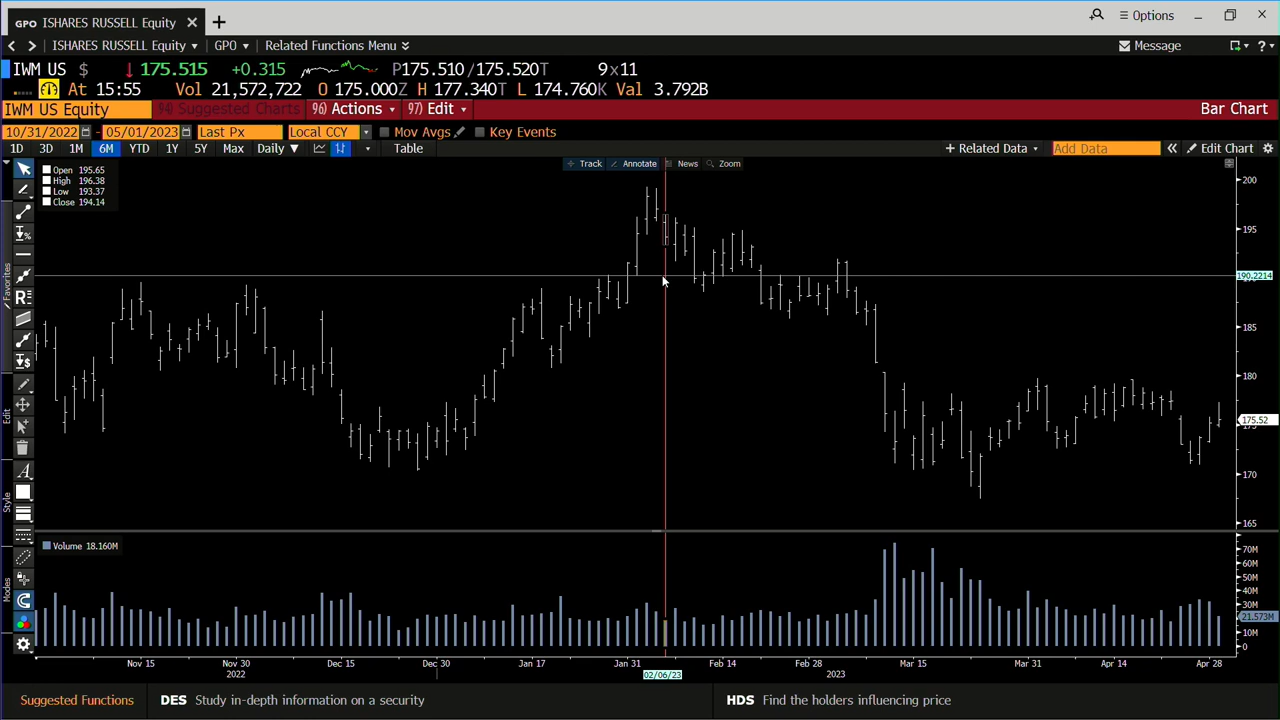 GPO ISHARES RUSSELL Equity
Options
ISHARES RUSSELL Equity GPO Related Functions Menu Message ?
IWM US $ ↓ 175.515 +0.315 P175.510/175.520T 9x11
At 15:55 Vol 21,572,722 O 175.000Z H 177.340T L 174.760K Val 3.792B
IWM US Equity 94) Suggested Charts 96) Actions 97) Edit Bar Chart
10/31/2022 - 05/01/2023 Last Px Local CCY Mov Avgs Key Events
1D 3D 1M 6M YTD 1Y 5Y Max Daily ▼ Table + Related Data Add Data « Edit Chart
Track Annotate News Zoom
Open 195.65
High 196.38
Low 193.37
Close 194.14
200
195
190.2214
185
180
175.52
170
165
Favorites
Edit
Style
Modes
Volume 18.160M
70M
60M
50M
40M
30M
21.573M
10M
0
Nov 15 Nov 30 Dec 15 Dec 30 Jan 17 Jan 31 Feb 14 Feb 28 Mar 15 Mar 31 Apr 14 Apr 28
2022 02/06/23 2023
Suggested Functions DES Study in-depth information on a security HDS Find the holders influencing price